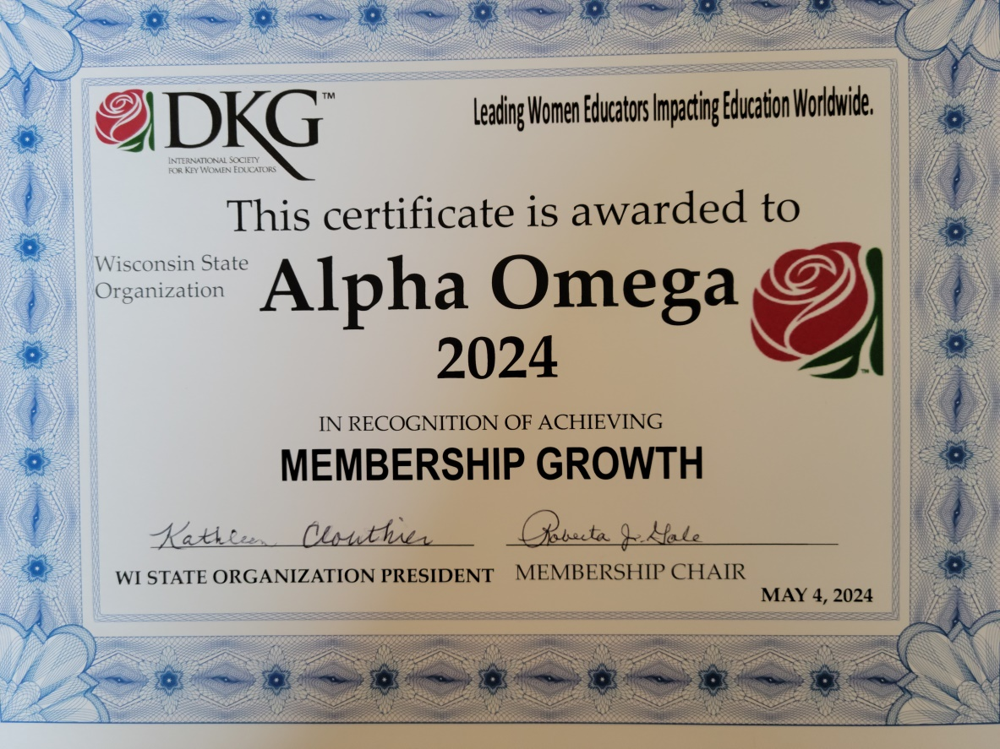 DKG™
INTERNATIONAL SOCIETY
FOR KEY WOMEN EDUCATORS
Leading Women Educators Impacting Education Worldwide.
This certificate is awarded to
Wisconsin State
Organization
Alpha Omega
2024
TM
IN RECOGNITION OF ACHIEVING
MEMBERSHIP GROWTH
Kathleen Clouthier
Roberta J. Gale
WI STATE ORGANIZATION PRESIDENT
MEMBERSHIP CHAIR
MAY 4, 2024